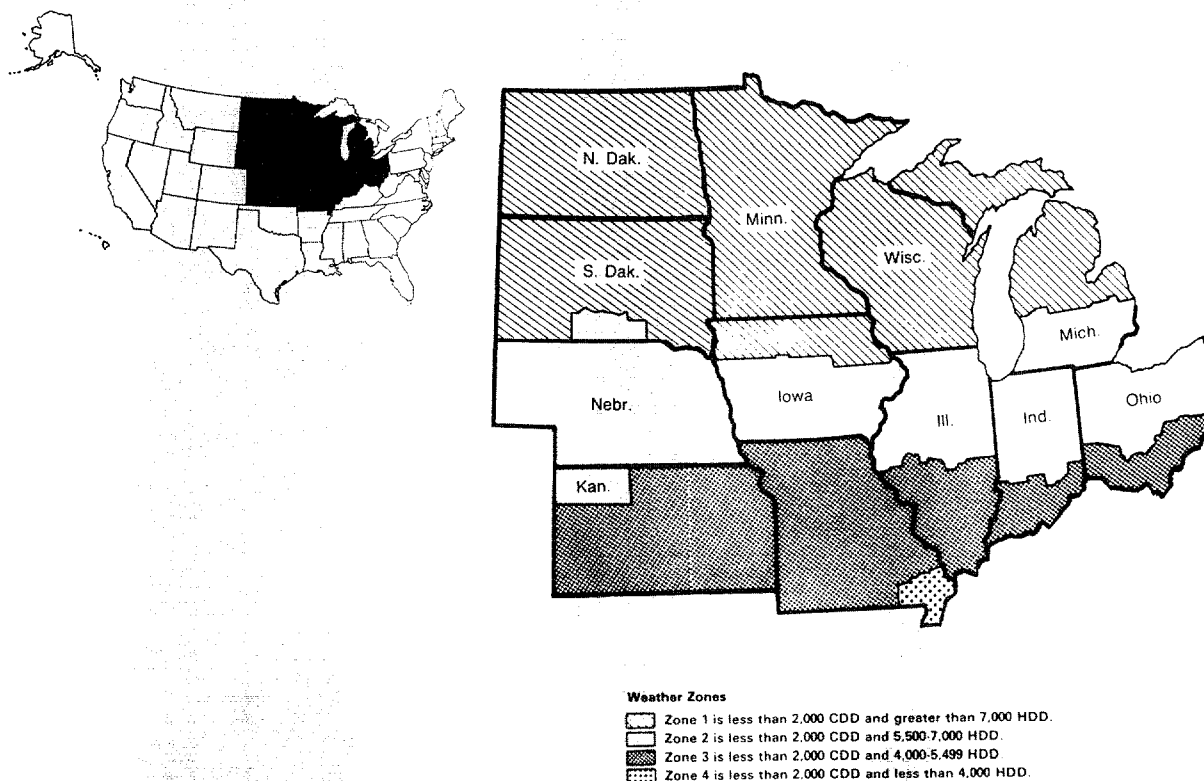 N. Dak.
Minn.
S. Dak.
Wisc.
Mich.
Nebr.
Iowa
Ill.
Ind.
Ohio
Kan.
Weather Zones
Zone 1 is less than 2,000 CDD and greater than 7,000 HDD.
Zone 2 is less than 2,000 CDD and 5,500-7,000 HDD.
Zone 3 is less than 2,000 CDD and 4,000-5,499 HDD.
Zone 4 is less than 2,000 CDD and less than 4,000 HDD.